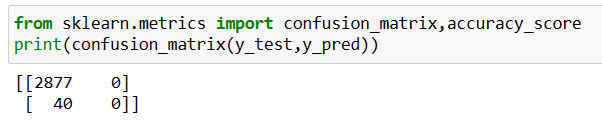 from sklearn.metrics import confusion_matrix,accuracy_score
print(confusion_matrix(y_test,y_pred))
[[2877    0]
 [  40    0]]